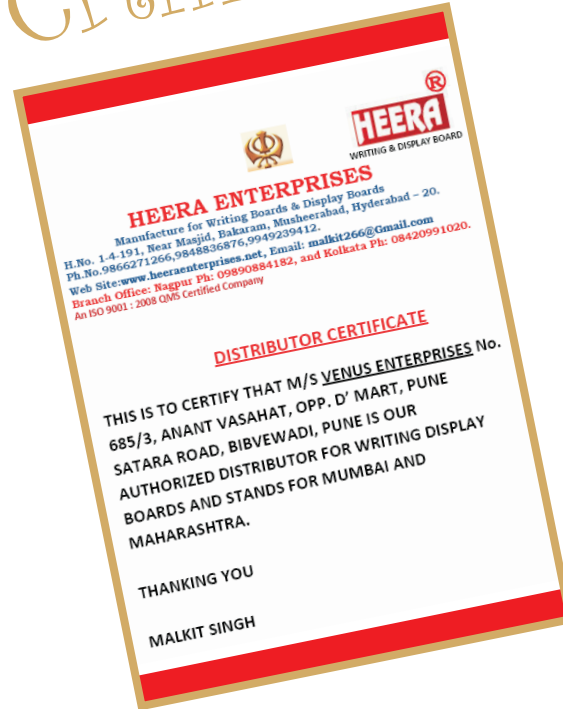 ®
HEERA
WRITING & DISPLAY BOARD
HEERA ENTERPRISES
Manufacture for Writing Boards & Display Boards
H.No. 1-4-191, Near Masjid, Bakaram, Musheerabad, Hyderabad – 20.
Ph.No.9866271266,9848836876,9949239412.
Web Site:www.heeraenterprises.net, Email: malkit266@Gmail.com
Branch Office: Nagpur Ph: 09890884182, and Kolkata Ph: 08420991020.
An ISO 9001 : 2008 QMS Certified Company
DISTRIBUTOR CERTIFICATE
THIS IS TO CERTIFY THAT M/S VENUS ENTERPRISES No.
685/3, ANANT VASAHAT, OPP. D’ MART, PUNE
SATARA ROAD, BIBVEWADI, PUNE IS OUR
AUTHORIZED DISTRIBUTOR FOR WRITING DISPLAY
BOARDS AND STANDS FOR MUMBAI AND
MAHARASHTRA.
THANKING YOU
MALKIT SINGH